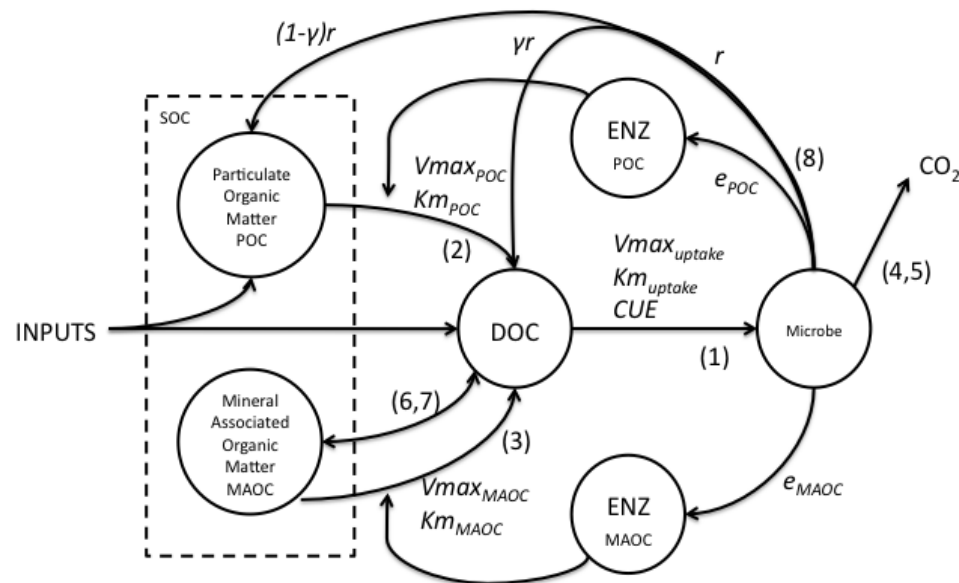 (1-γ)r
γr
r
SOC
Particulate
Organic
Matter
POC
Vmax_POC
Km_POC
(2)
ENZ
POC
e_POC
(8)
CO₂
(4,5)
Vmax_uptake
Km_uptake
CUE
INPUTS
DOC
(1)
Microbe
Mineral
Associated
Organic
Matter
MAOC
(6,7)
(3)
Vmax_MAOC
Km_MAOC
ENZ
MAOC
e_MAOC